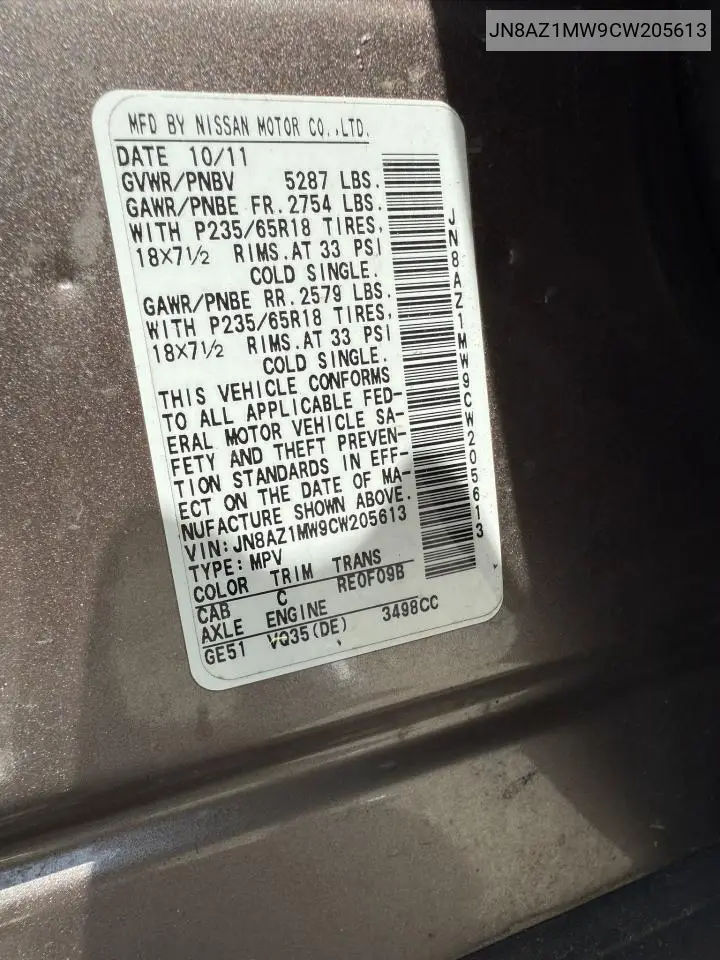 JN8AZ1MW9CW205613
MFD BY NISSAN MOTOR CO.,LTD.
DATE 10/11
GVWR/PNBV 5287 LBS.
GAWR/PNBE FR. 2754 LBS.
WITH P235/65R18 TIRES,
18X7½ RIMS.AT 33 PSI
COLD SINGLE.
GAWR/PNBE RR. 2579 LBS.
WITH P235/65R18 TIRES,
18X7½ RIMS.AT 33 PSI
COLD SINGLE.
THIS VEHICLE CONFORMS
TO ALL APPLICABLE FED-
ERAL MOTOR VEHICLE SA-
FETY AND THEFT PREVEN-
TION STANDARDS IN EFF-
ECT ON THE DATE OF MA-
NUFACTURE SHOWN ABOVE.
VIN: JN8AZ1MW9CW205613
TYPE: MPV
COLOR TRIM TRANS
CAB C RE0F09B
AXLE ENGINE
GE51 VQ35(DE) 3498CC
JN8AZ1MW9CW205613